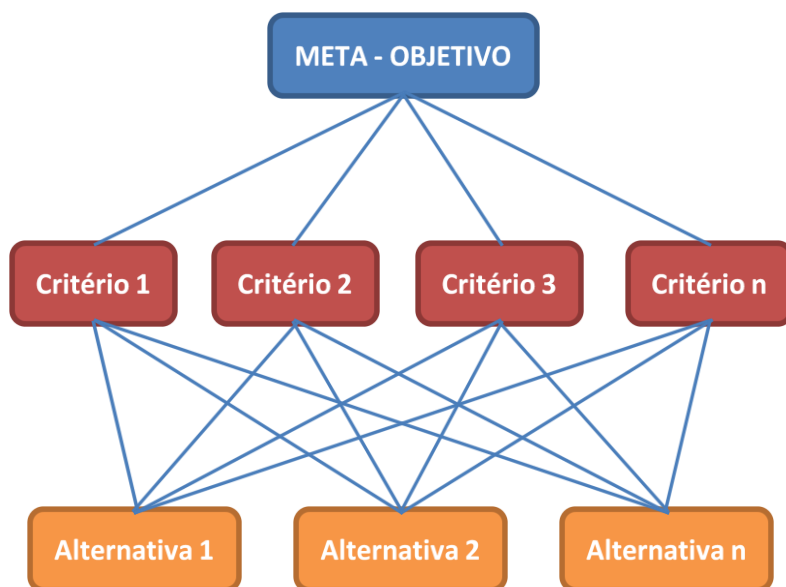 META - OBJETIVO
Critério 1
Critério 2
Critério 3
Critério n
Alternativa 1
Alternativa 2
Alternativa n